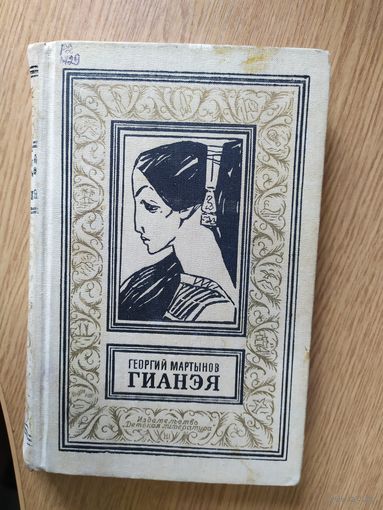 ГЕОРГИЙ МАРТЫНОВ
ГИАНЭЯ
Издательство
"Детская литература"